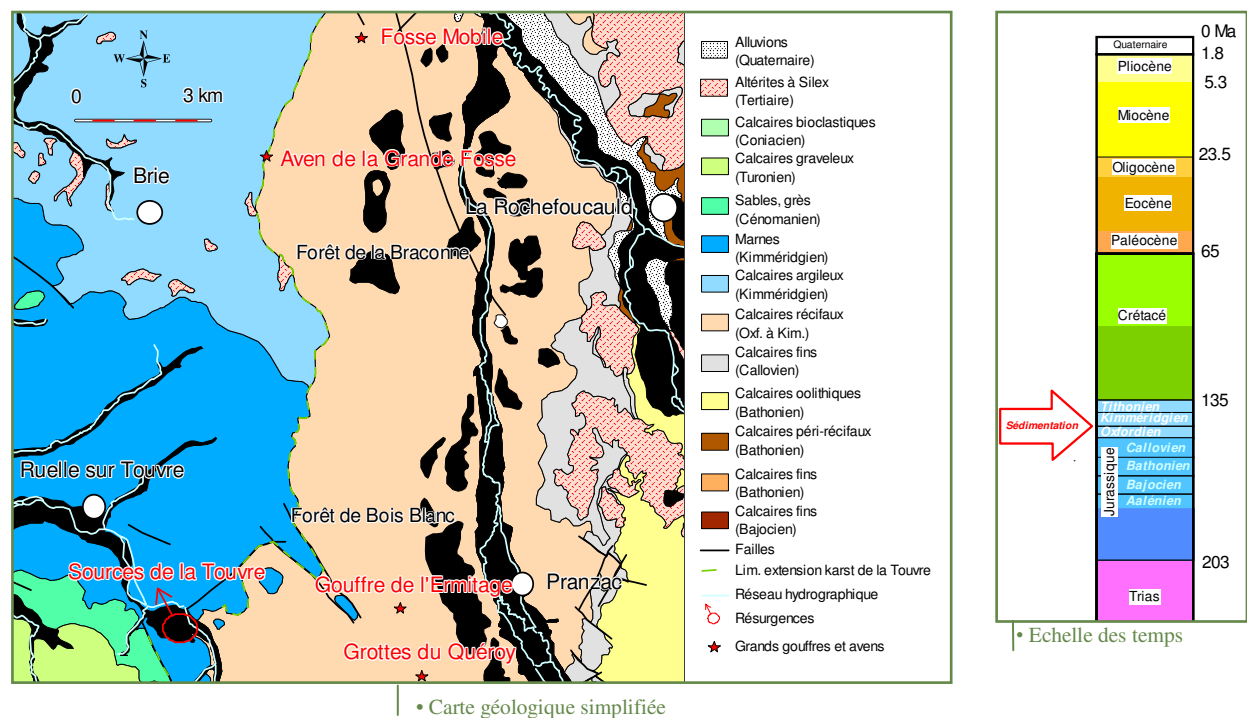 Fosse Mobile
N
W E
S
0 3 km
Aven de la Grande Fosse
Brie
La Rochefoucauld
Forêt de la Braconne
Ruelle sur Touvre
Forêt de Bois Blanc
Sources de la Touvre
Gouffre de l'Ermitage
Pranzac
Grottes du Quéroy
Alluvions
(Quaternaire)
Altérites à Silex
(Tertiaire)
Calcaires bioclastiques
(Coniacien)
Calcaires graveleux
(Turonien)
Sables, grès
(Cénomanien)
Marnes
(Kimméridgien)
Calcaires argileux
(Kimméridgien)
Calcaires récifaux
(Oxf. à Kim.)
Calcaires fins
(Callovien)
Calcaires oolithiques
(Bathonien)
Calcaires péri-récifaux
(Bathonien)
Calcaires fins
(Bathonien)
Calcaires fins
(Bajocien)
Failles
Lim. extension karst de la Touvre
Réseau hydrographique
Résurgences
Grands gouffres et avens
• Carte géologique simplifiée
0 Ma
Quaternaire
1.8
Pliocène
5.3
Miocène
23.5
Oligocène
Eocène
Paléocène
65
Crétacé
135
Tithonien
Kimméridgien
Sédimentation
Oxfordien
Callovien
Bathonien
Bajocien
Aalénien
Jurassique
203
Trias
• Echelle des temps